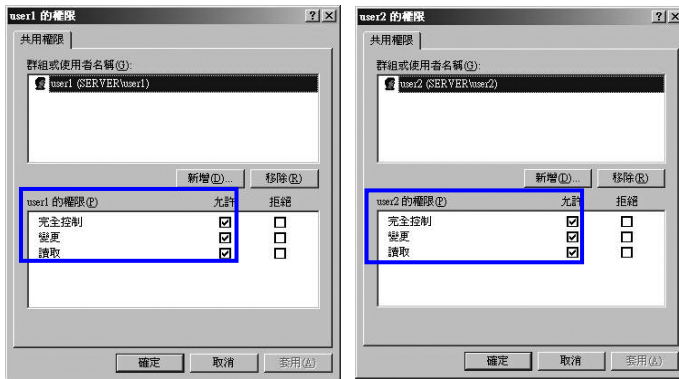 user1 的權限
共用權限
群組或使用者名稱(G):
user1 (SERVER\user1)
新增(D)...
移除(R)
user1 的權限(P)
允許
拒絕
完全控制
變更
讀取
確定
取消
套用(A)
user2 的權限
共用權限
群組或使用者名稱(G):
user2 (SERVER\user2)
新增(D)...
移除(R)
user2 的權限(P)
允許
拒絕
完全控制
變更
讀取
確定
取消
套用(A)